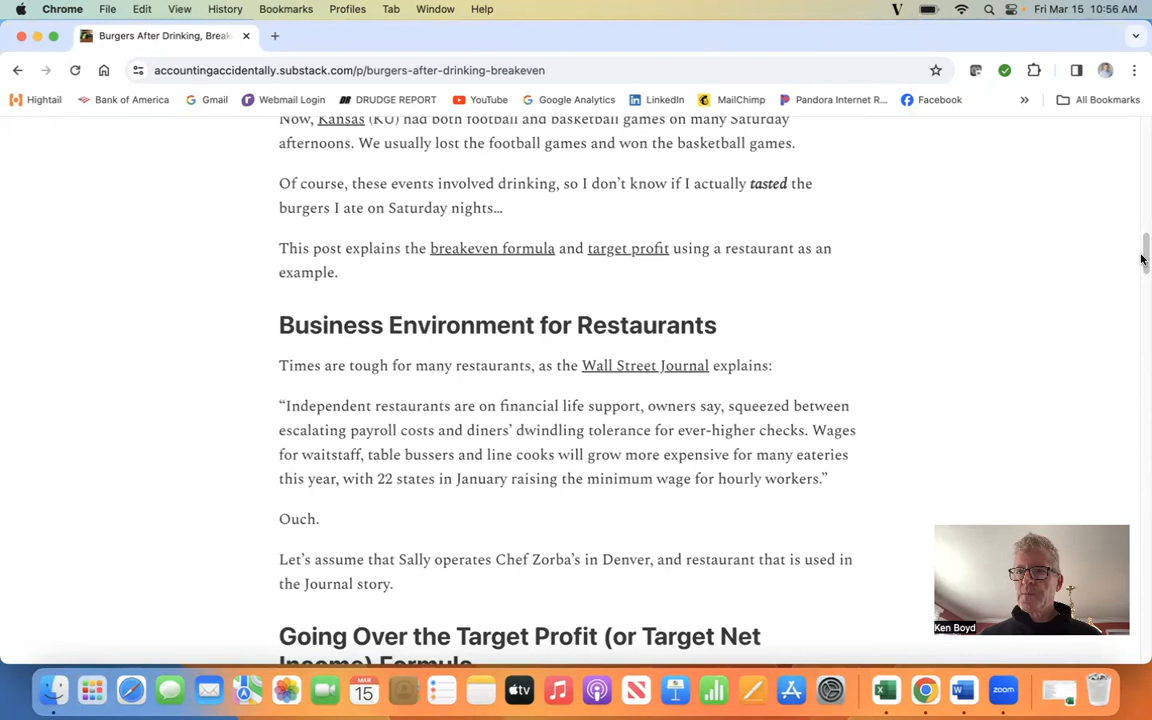 Chrome File Edit View History Bookmarks Profiles Tab Window Help Fri Mar 15 10:56 AM
Burgers After Drinking, Break
accountingaccidentally.substack.com/p/burgers-after-drinking-breakeven
Hightail Bank of America Gmail Webmail Login DRUDGE REPORT YouTube Google Analytics LinkedIn MailChimp Pandora Internet R... Facebook » All Bookmarks
Now, Kansas (KU) had both football and basketball games on many Saturday
afternoons. We usually lost the football games and won the basketball games.
Of course, these events involved drinking, so I don’t know if I actually tasted the
burgers I ate on Saturday nights…
This post explains the breakeven formula and target profit using a restaurant as an
example.
Business Environment for Restaurants
Times are tough for many restaurants, as the Wall Street Journal explains:
“Independent restaurants are on financial life support, owners say, squeezed between
escalating payroll costs and diners’ dwindling tolerance for ever-higher checks. Wages
for waitstaff, table bussers and line cooks will grow more expensive for many eateries
this year, with 22 states in January raising the minimum wage for hourly workers.”
Ouch.
Let’s assume that Sally operates Chef Zorba’s in Denver, and restaurant that is used in
the Journal story.
Ken Boyd
Going Over the Target Profit (or Target Net
Income) Formula
MAR
15
tv
zoom